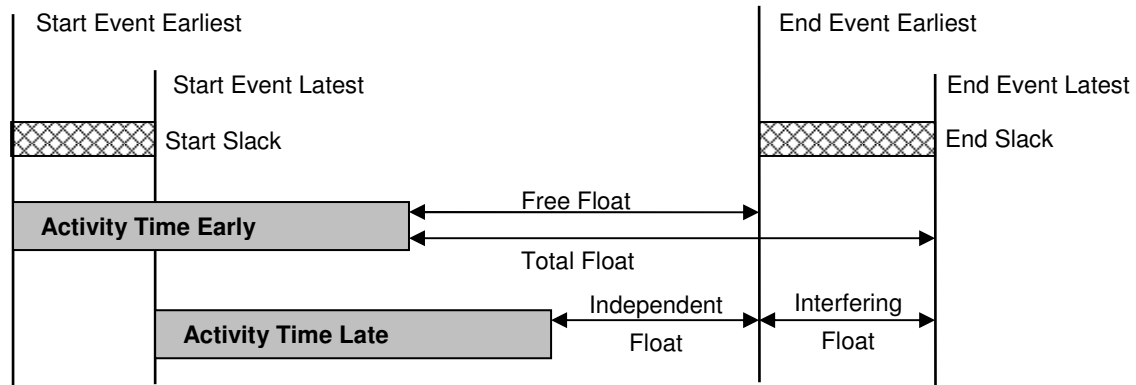 Start Event Earliest
End Event Earliest
Start Event Latest
End Event Latest
Start Slack
End Slack
Free Float
Activity Time Early
Total Float
Independent
Float
Interfering
Float
Activity Time Late